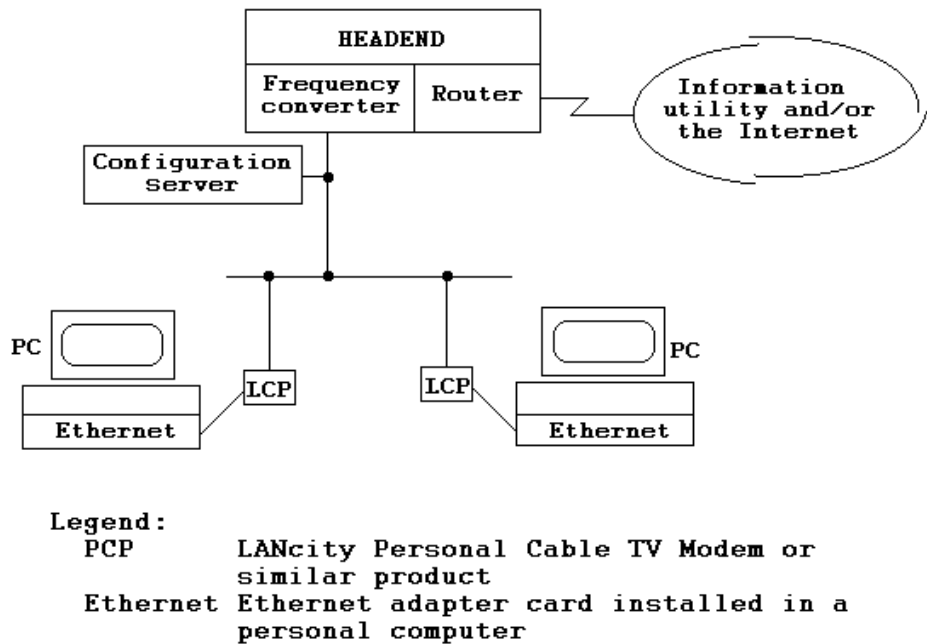 HEADEND
Frequency
converter
Router
Information
utility and/or
the Internet
Configuration
server
PC
PC
LCP
LCP
Ethernet
Ethernet
Legend:
PCP LANcity Personal Cable TV Modem or
similar product
Ethernet Ethernet adapter card installed in a
personal computer